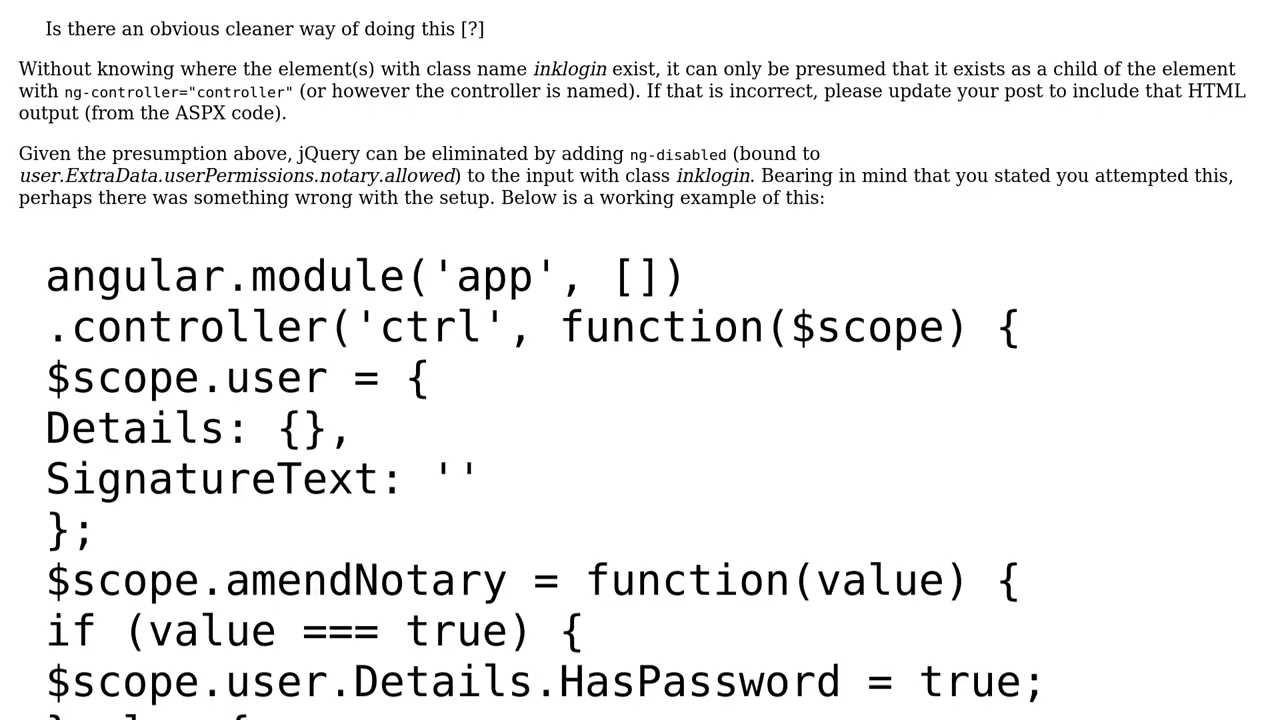 Is there an obvious cleaner way of doing this [?]
Without knowing where the element(s) with class name inklogin exist, it can only be presumed that it exists as a child of the element
with ng-controller="controller" (or however the controller is named). If that is incorrect, please update your post to include that HTML
output (from the ASPX code).
Given the presumption above, jQuery can be eliminated by adding ng-disabled (bound to
user.ExtraData.userPermissions.notary.allowed) to the input with class inklogin. Bearing in mind that you stated you attempted this,
perhaps there was something wrong with the setup. Below is a working example of this:
angular.module('app', [])
.controller('ctrl', function($scope) {
$scope.user = {
Details: {},
SignatureText: ''
};
$scope.amendNotary = function(value) {
if (value === true) {
$scope.user.Details.HasPassword = true;